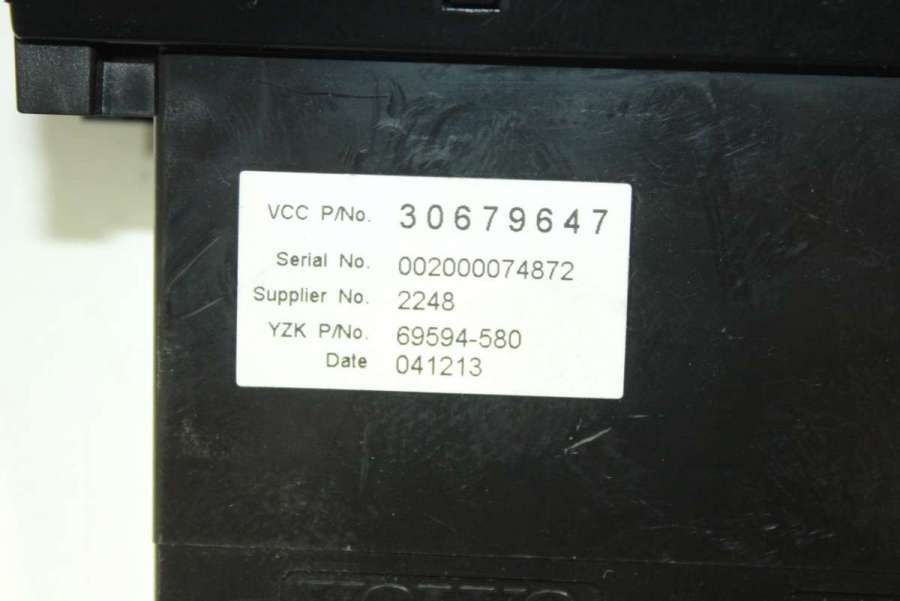 VCC P/No. 30679647
Serial No. 002000074872
Supplier No. 2248
YZK P/No. 69594-580
Date 041213